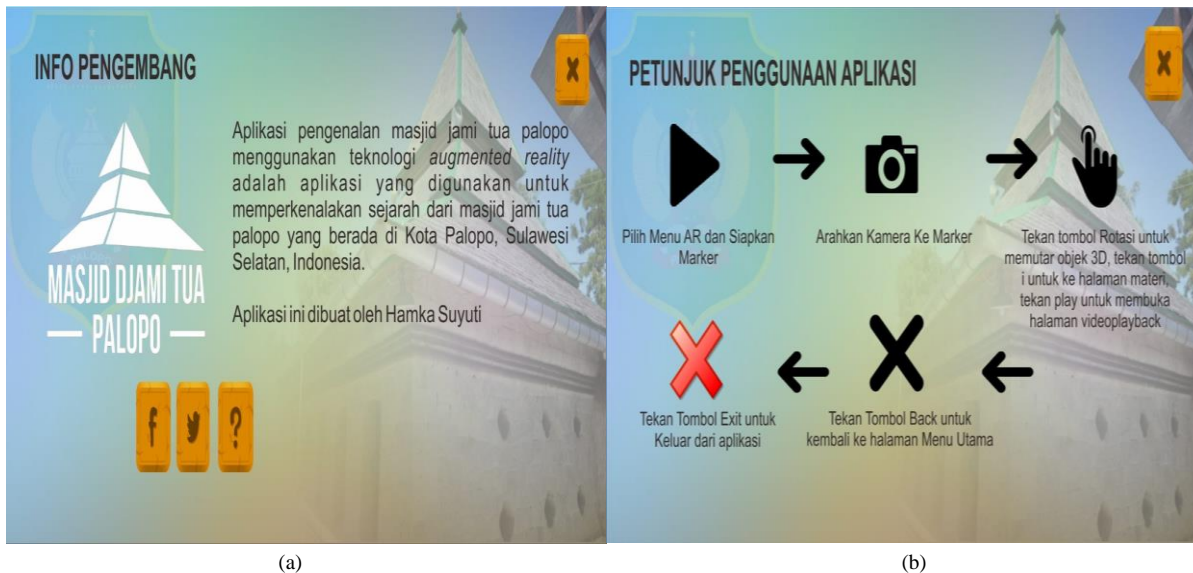 INFO PENGEMBANG
Aplikasi pengenalan masjid jami tua palopo
menggunakan teknologi augmented reality
adalah aplikasi yang digunakan untuk
memperkenalakan sejarah dari masjid jami tua
palopo yang berada di Kota Palopo, Sulawesi
Selatan, Indonesia.
Aplikasi ini dibuat oleh Hamka Suyuti
MASJID DJAMI TUA
PALOPO
f
?
X
(a)
PETUNJUK PENGGUNAAN APLIKASI
X
Pilih Menu AR dan Siapkan
Marker
Arahkan Kamera Ke Marker
Tekan tombol Rotasi untuk
memutar objek 3D, tekan tombol
i untuk ke halaman materi,
tekan play untuk membuka
halaman videoplayback
Tekan Tombol Back untuk
kembali ke halaman Menu Utama
Tekan Tombol Exit untuk
Keluar dari aplikasi
(b)